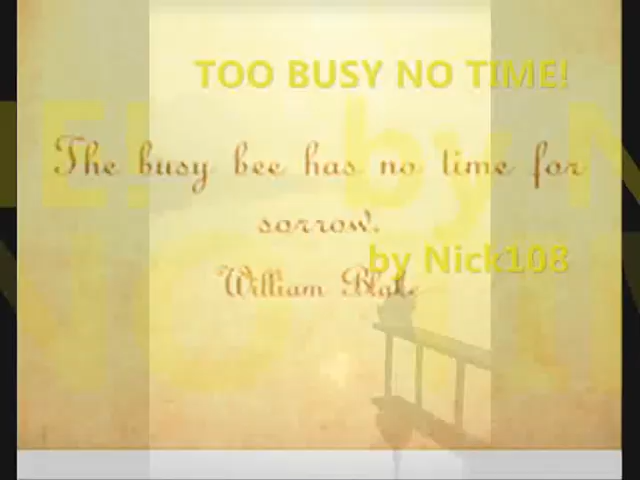 TOO BUSY NO TIME!
The busy bee has no time for
sorrow.
by Nick108
William Blake